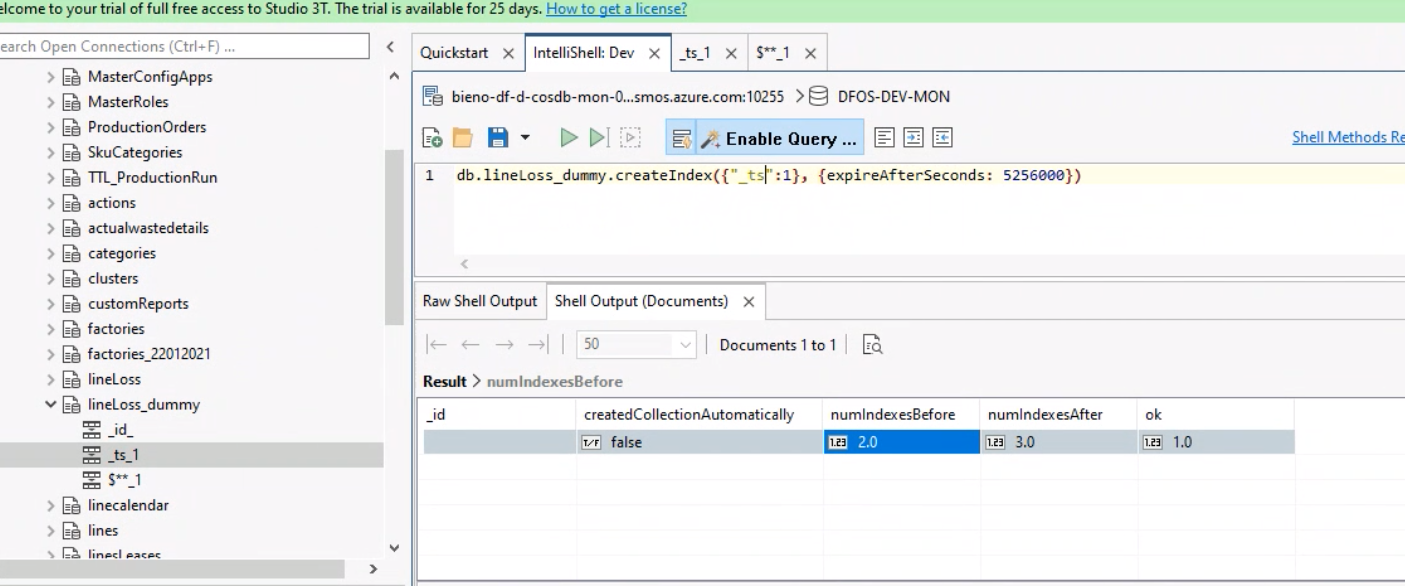 elcome to your trial of full free access to Studio 3T. The trial is available for 25 days. How to get a license?
earch Open Connections (Ctrl+F) ...
MasterConfigApps
MasterRoles
ProductionOrders
SkuCategories
TTL_ProductionRun
actions
actualwastedetails
categories
clusters
customReports
factories
factories_22012021
lineLoss
lineLoss_dummy
_id_
_ts_1
$**_1
linecalendar
lines
linesLeases
Quickstart
IntelliShell: Dev
_ts_1
$**_1
bieno-df-d-cosdb-mon-0...smos.azure.com:10255
DFOS-DEV-MON
Enable Query ...
Shell Methods Re
1 db.lineLoss_dummy.createIndex({"_ts":1}, {expireAfterSeconds: 5256000})
Raw Shell Output
Shell Output (Documents)
50
Documents 1 to 1
Result > numIndexesBefore
_id createdCollectionAutomatically numIndexesBefore numIndexesAfter ok
T/F false 1.23 2.0 1.23 3.0 1.23 1.0